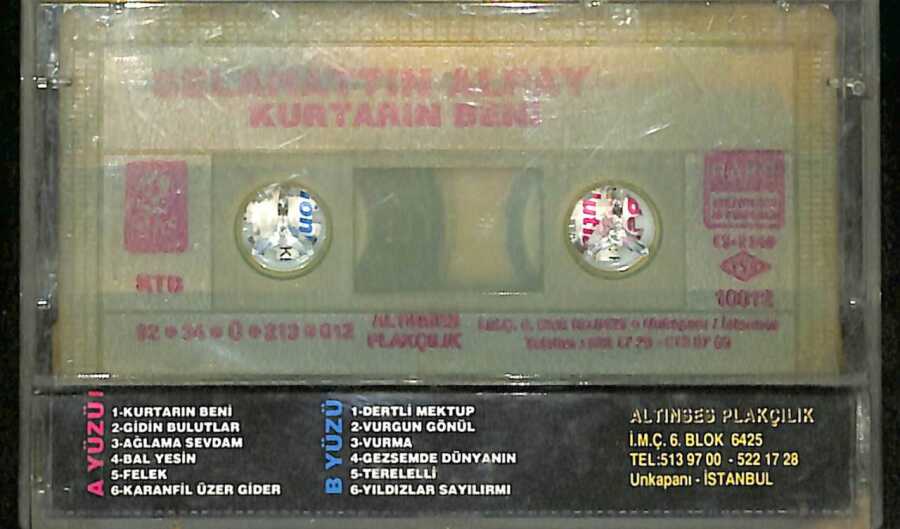 SELAHATTİN ALPAY
KURTARIN BENİ
KTB
10012
92 • 34 • Ü • 213 • 012
ALTINSES
PLAKÇILIK
A YÜZÜ
1-KURTARIN BENİ
2-GİDİN BULUTLAR
3-AĞLAMA SEVDAM
4-BAL YESİN
5-FELEK
6-KARANFİL ÜZER GİDER
B YÜZÜ
1-DERTLİ MEKTUP
2-VURGUN GÖNÜL
3-VURMA
4-GEZSEMDE DÜNYANIN
5-TERELELLİ
6-YILDIZLAR SAYILIRMI
ALTINSES PLAKÇILIK
İ.M.Ç. 6. BLOK 6425
TEL:513 97 00 - 522 17 28
Unkapanı - İSTANBUL